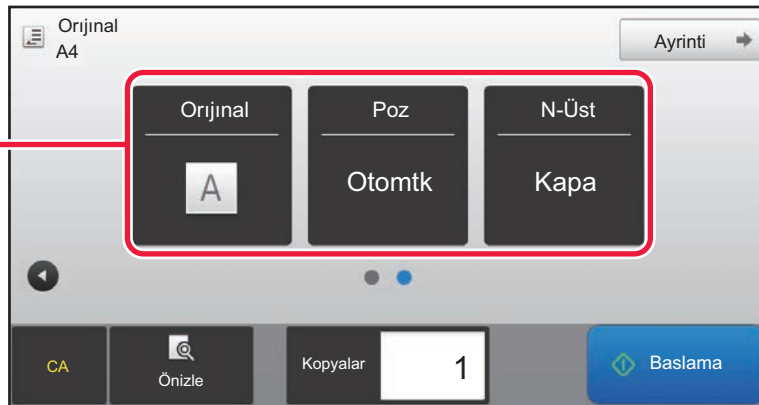 Orıjınal
A4
Ayrinti
Orıjınal
Poz
N-Üst
A
Otomtk
Kapa
CA
Önizle
Kopyalar
1
Baslama